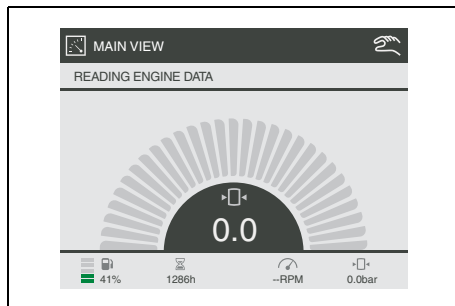 MAIN VIEW
READING ENGINE DATA
0.0
41%
1286h
--RPM
0.0bar